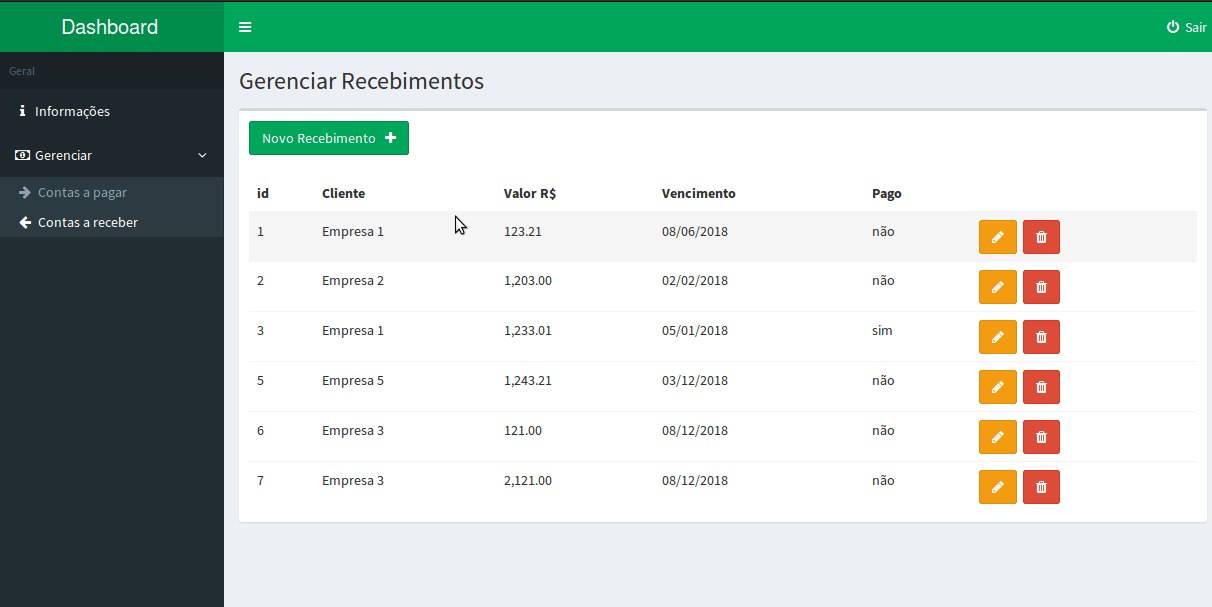 Dashboard
Sair
Geral
Informações
Gerenciar
Contas a pagar
Contas a receber
Gerenciar Recebimentos
Novo Recebimento
id Cliente Valor R$ Vencimento Pago
1 Empresa 1 123.21 08/06/2018 não
2 Empresa 2 1,203.00 02/02/2018 não
3 Empresa 1 1,233.01 05/01/2018 sim
5 Empresa 5 1,243.21 03/12/2018 não
6 Empresa 3 121.00 08/12/2018 não
7 Empresa 3 2,121.00 08/12/2018 não